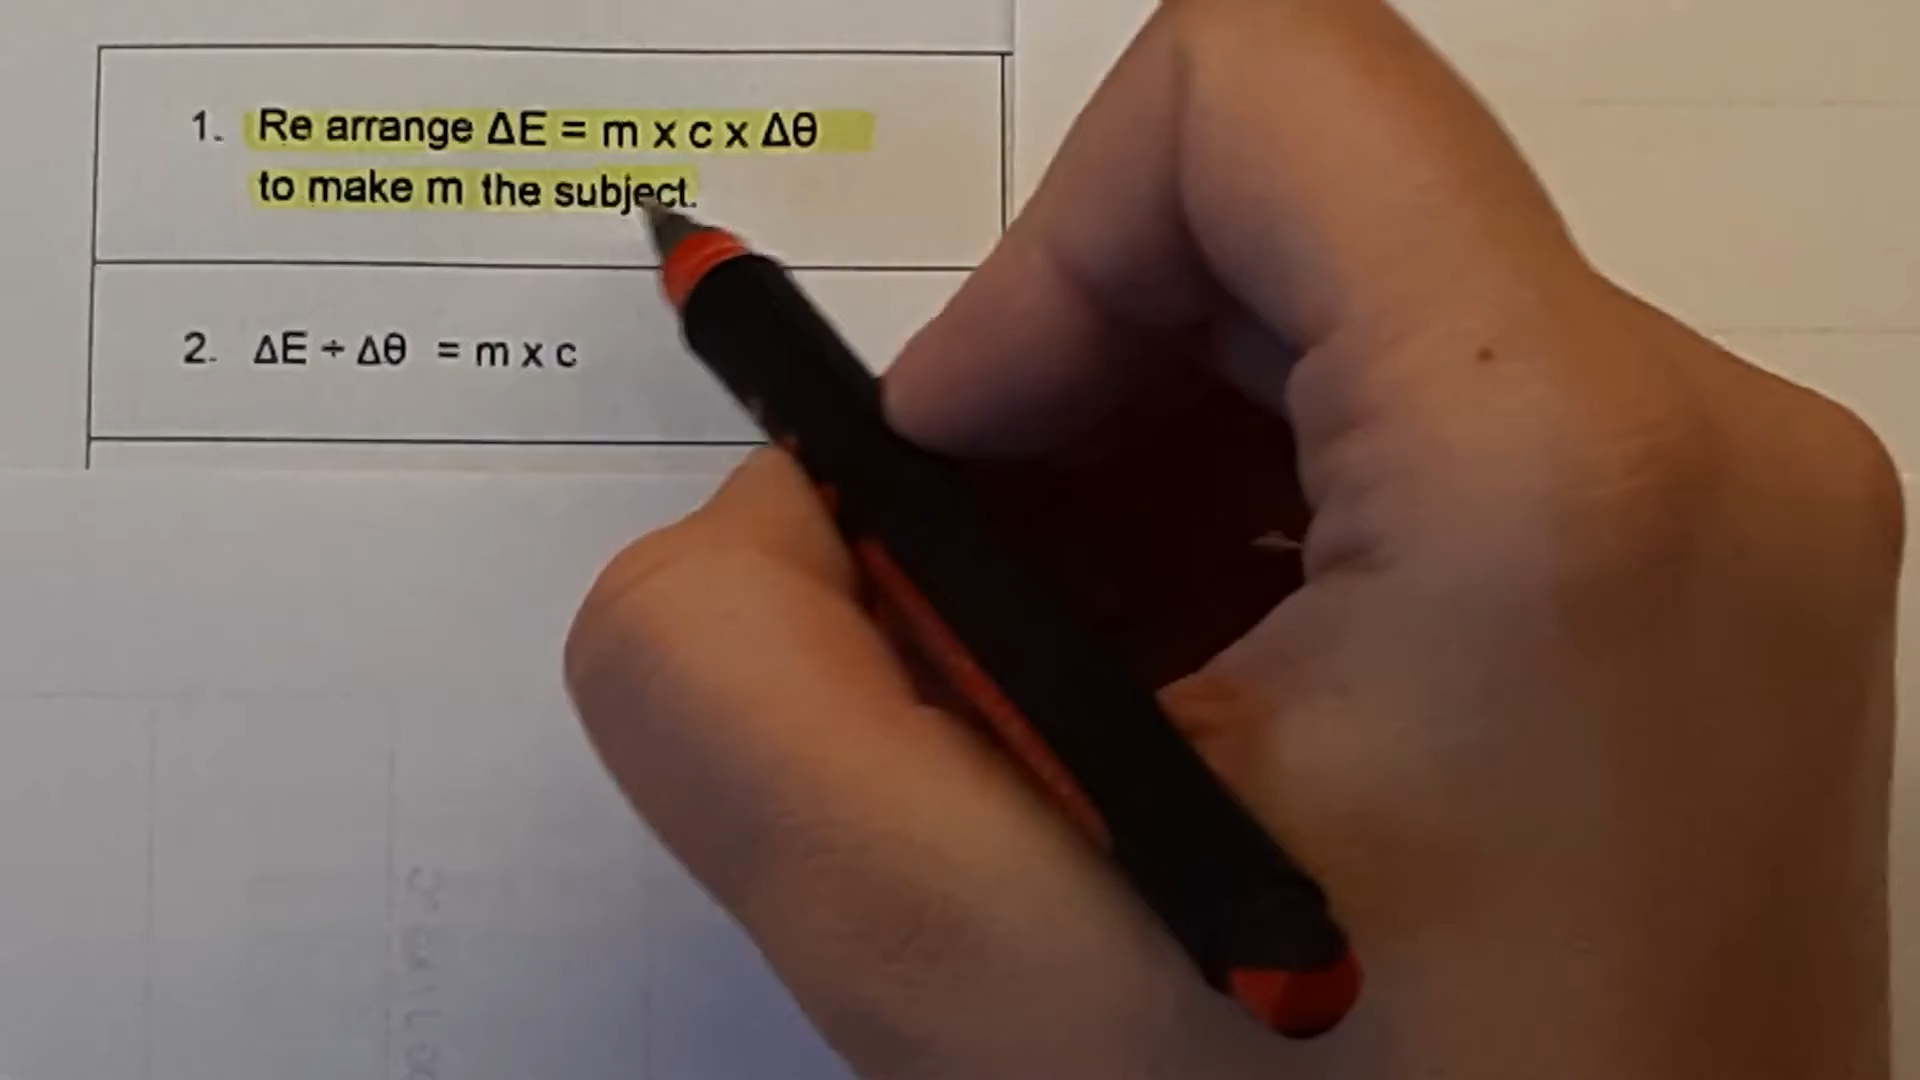 1. Re arrange ΔE = m x c x Δθ
to make m the subject.
2. ΔE ÷ Δθ = m x c